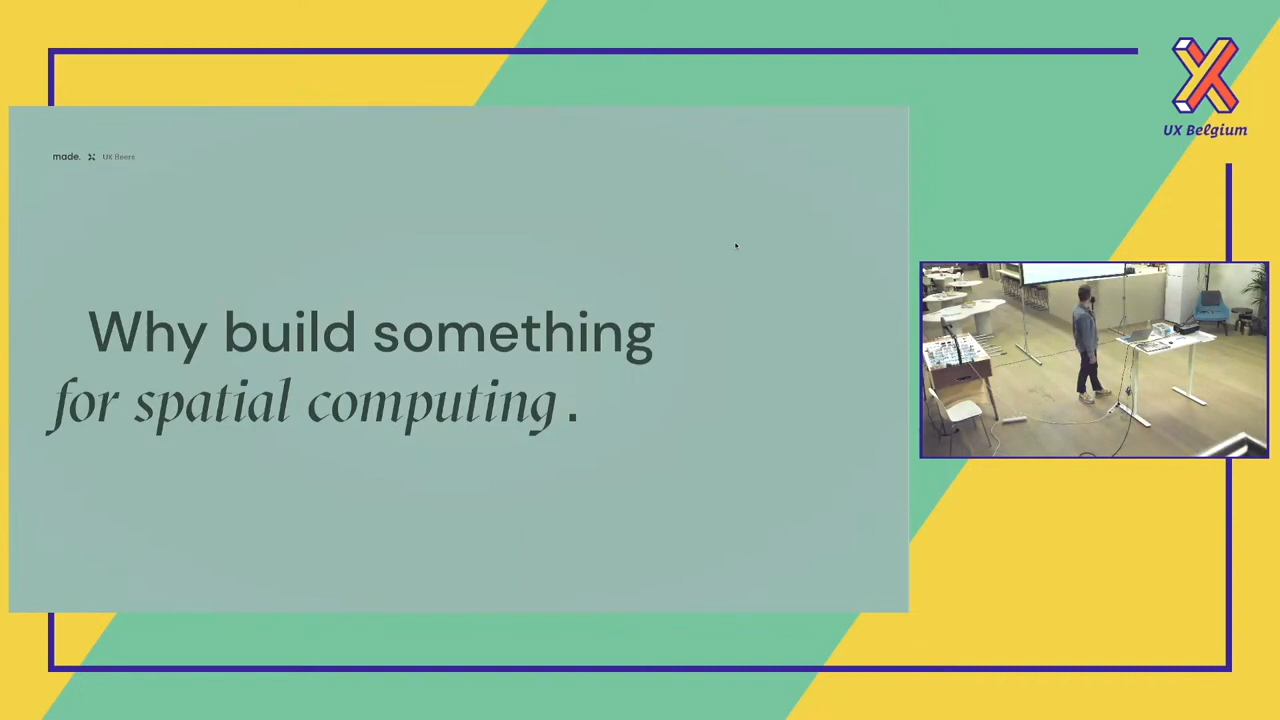 made. UX Beers
Why build something
for spatial computing.
UX Belgium